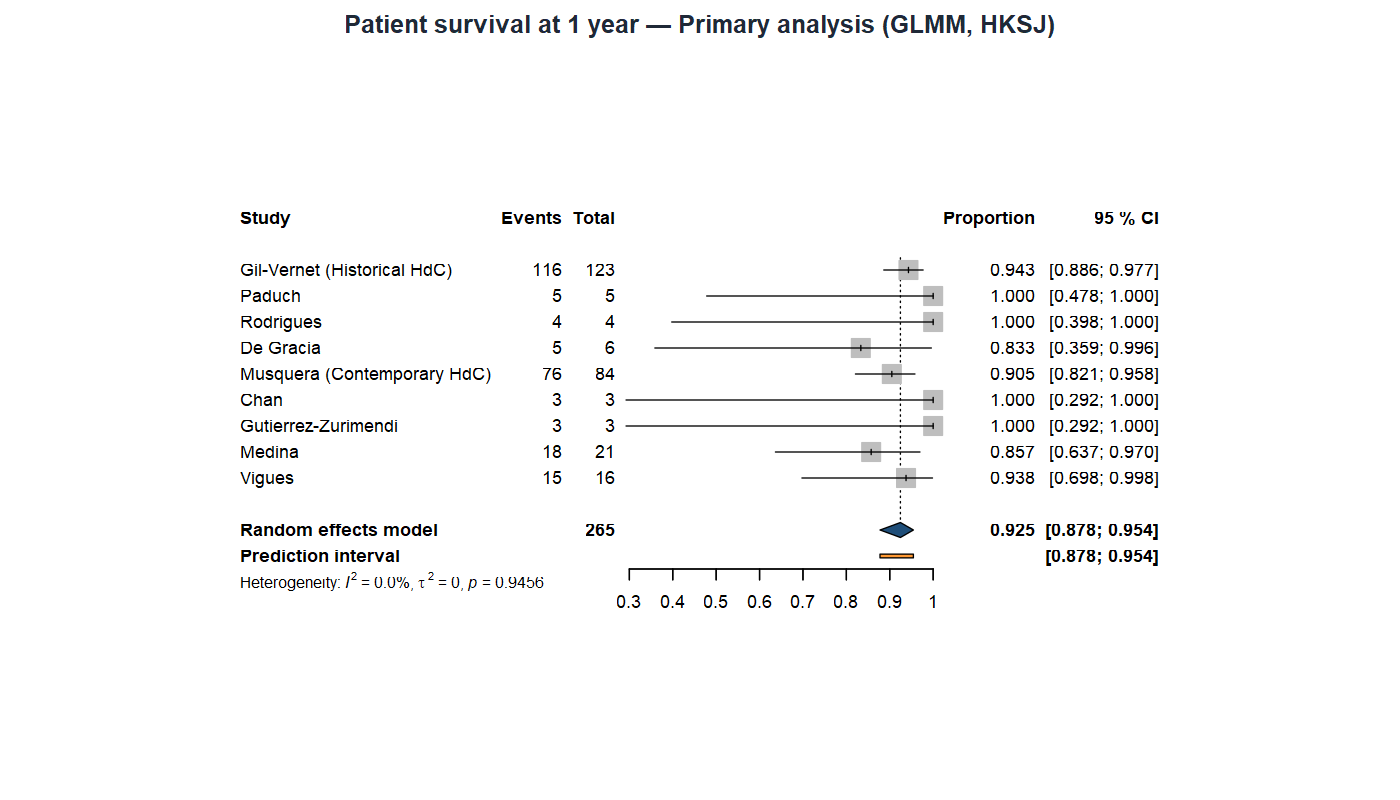 Patient survival at 1 year — Primary analysis (GLMM, HKSJ)
Study Events Total Proportion 95 % CI
Gil-Vernet (Historical HdC) 116 123 0.943 [0.886; 0.977]
Paduch 5 5 1.000 [0.478; 1.000]
Rodrigues 4 4 1.000 [0.398; 1.000]
De Gracia 5 6 0.833 [0.359; 0.996]
Musquera (Contemporary HdC) 76 84 0.905 [0.821; 0.958]
Chan 3 3 1.000 [0.292; 1.000]
Gutierrez-Zurimendi 3 3 1.000 [0.292; 1.000]
Medina 18 21 0.857 [0.637; 0.970]
Vigues 15 16 0.938 [0.698; 0.998]
Random effects model 265 0.925 [0.878; 0.954]
Prediction interval [0.878; 0.954]
Heterogeneity: I² = 0.0%, τ² = 0, p = 0.9456
0.3 0.4 0.5 0.6 0.7 0.8 0.9 1